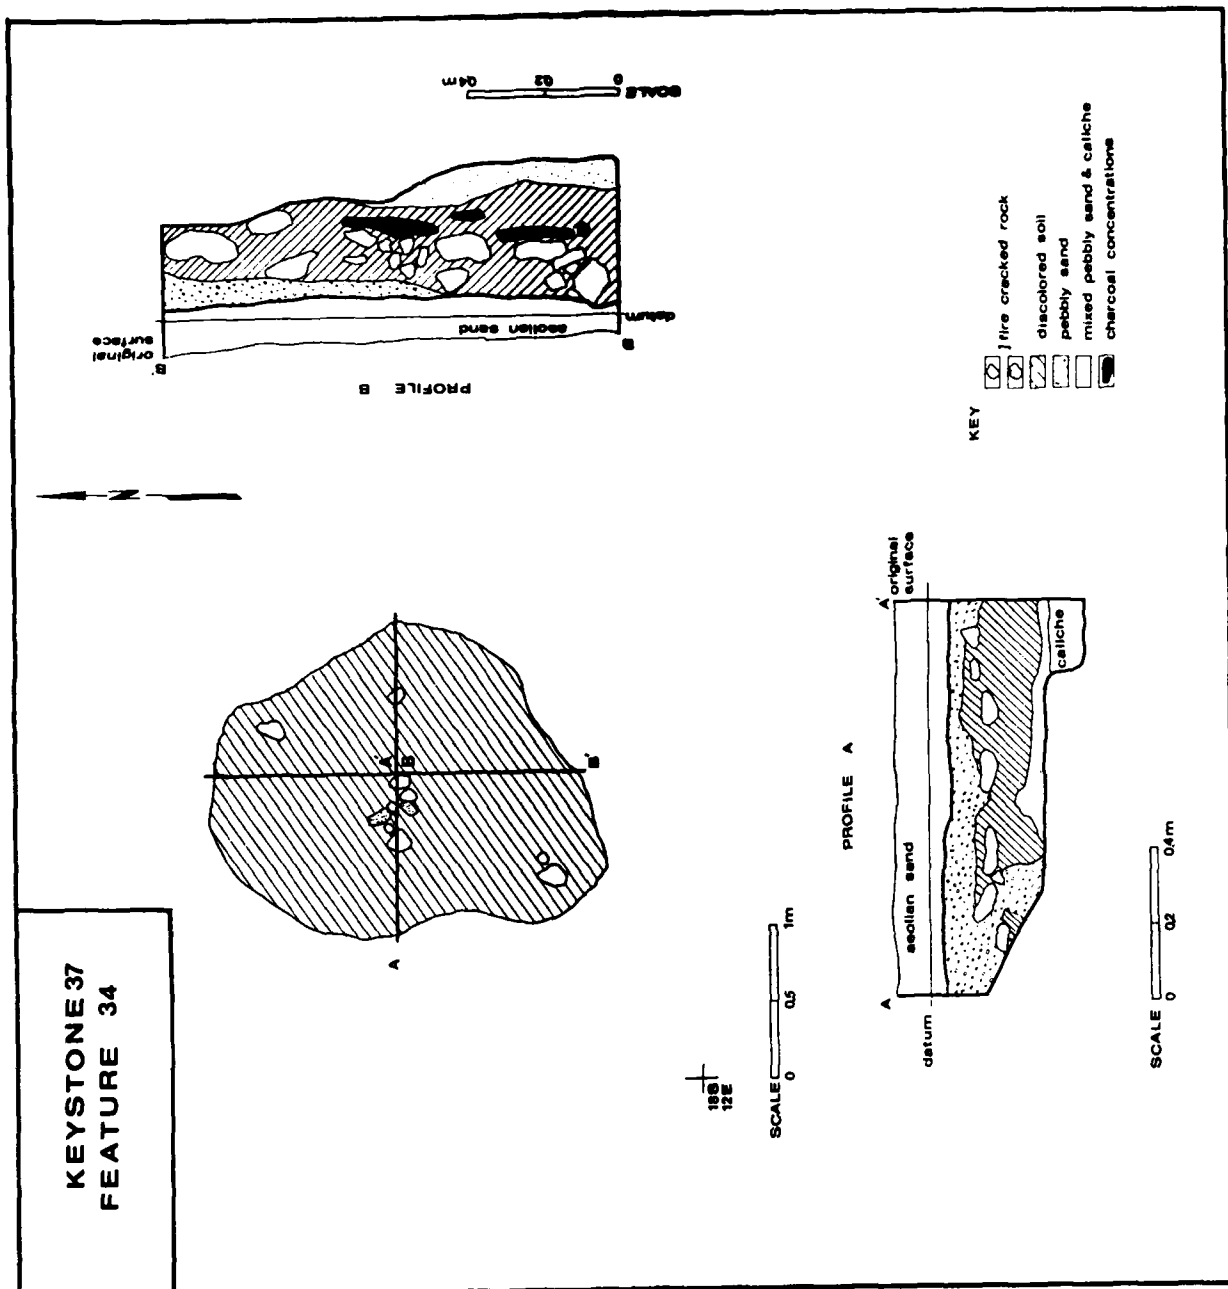 KEYSTONE 37
FEATURE 34
A
A'
B
B'
18S
12E
SCALE
0 0.5 1m
N
PROFILE B
B'
original
surface
aeolian sand
datum
B
SCALE
0 0.2 0.4m
PROFILE A
A
A'
original
surface
aeolian sand
datum
caliche
SCALE
0 0.2 0.4m
KEY
] fire cracked rock
discolored soil
pebbly sand
mixed pebbly sand & caliche
charcoal concentrations